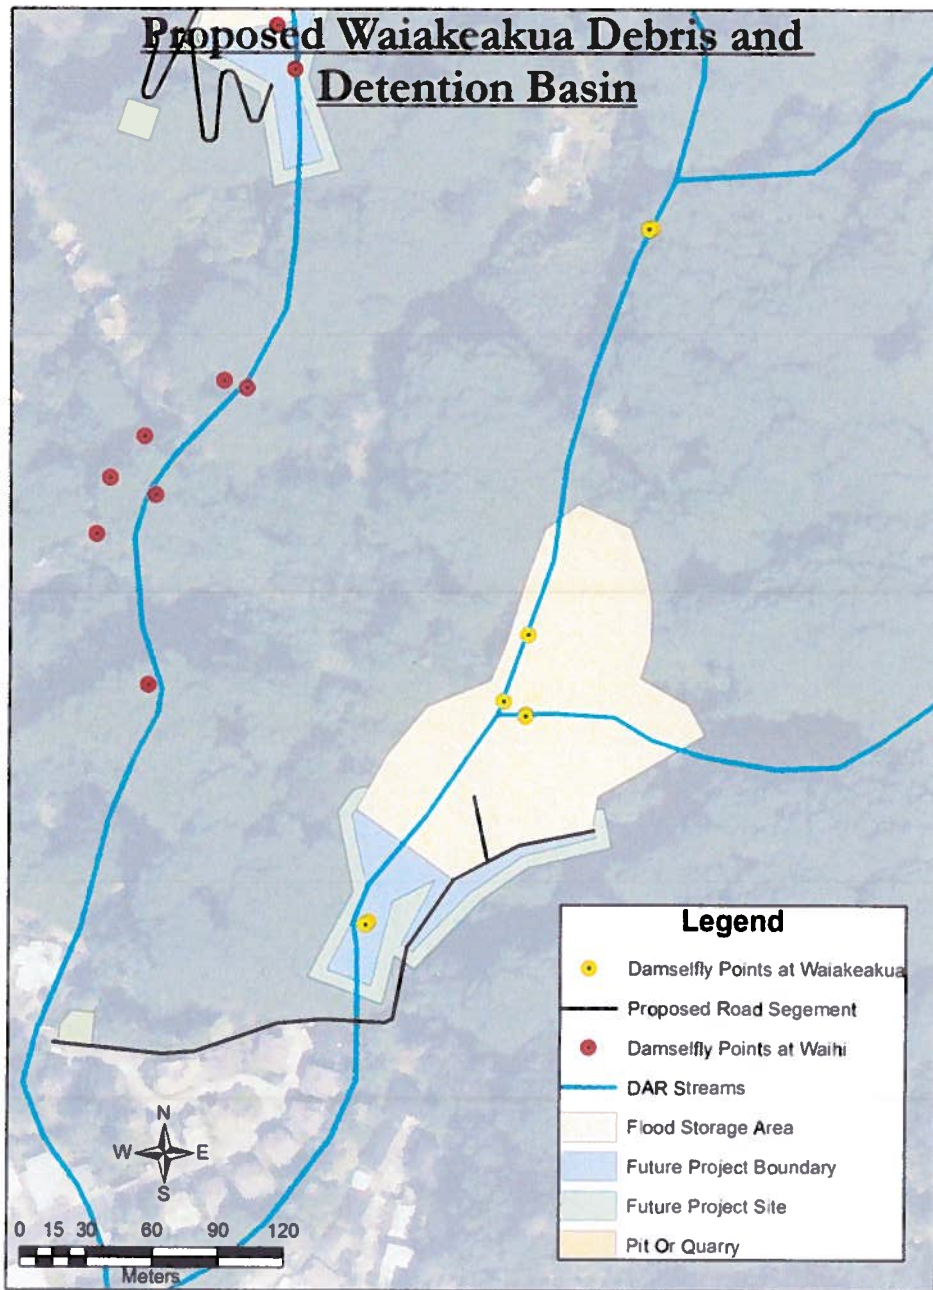 Proposed Waiakeakua Debris and
Detention Basin
Legend
Damselfly Points at Waiakeakua
Proposed Road Segement
Damselfly Points at Waihi
DAR Streams
Flood Storage Area
Future Project Boundary
Future Project Site
Pit Or Quarry
N
W E
S
0 15 30 60 90 120
Meters